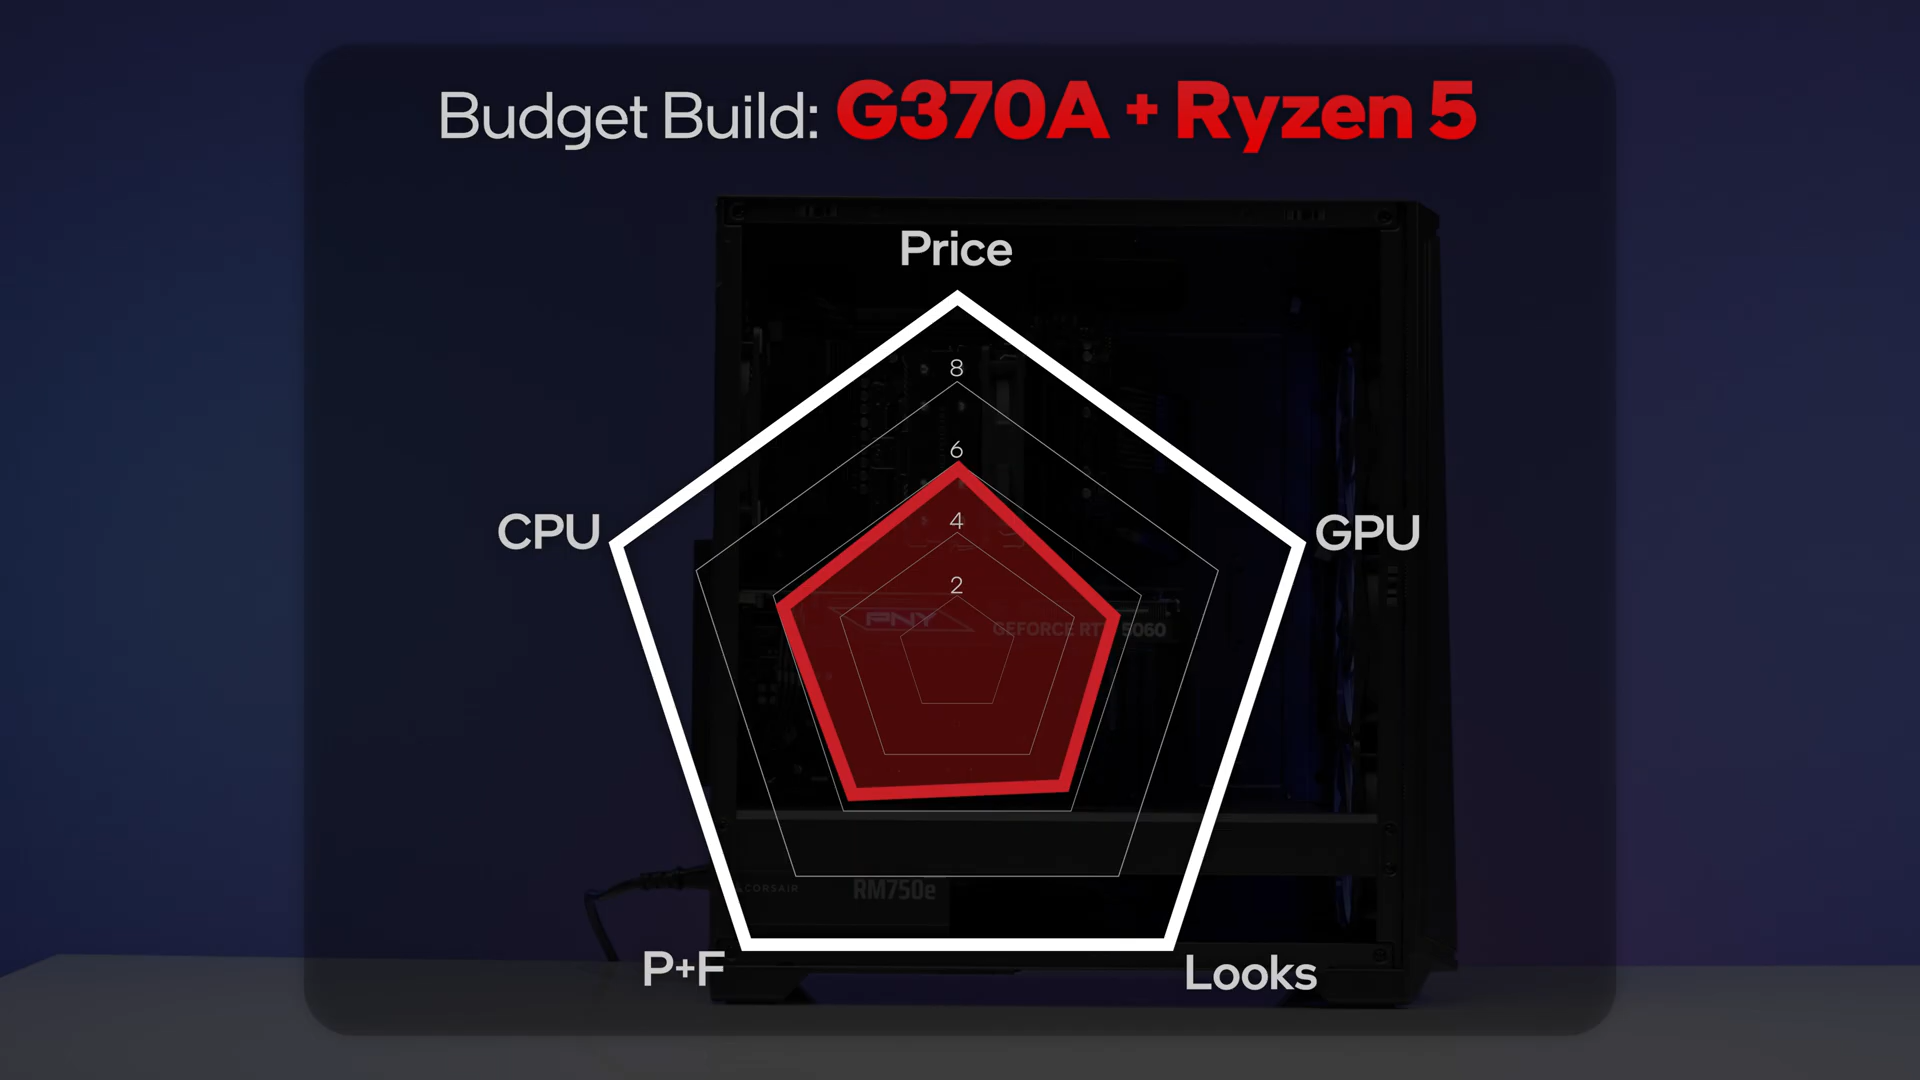 Budget Build: G370A + Ryzen 5
Price
8
6
CPU
GPU
4
2
PNY
GEFORCE RTX 5060
CORSAIR
RM750e
P+F
Looks